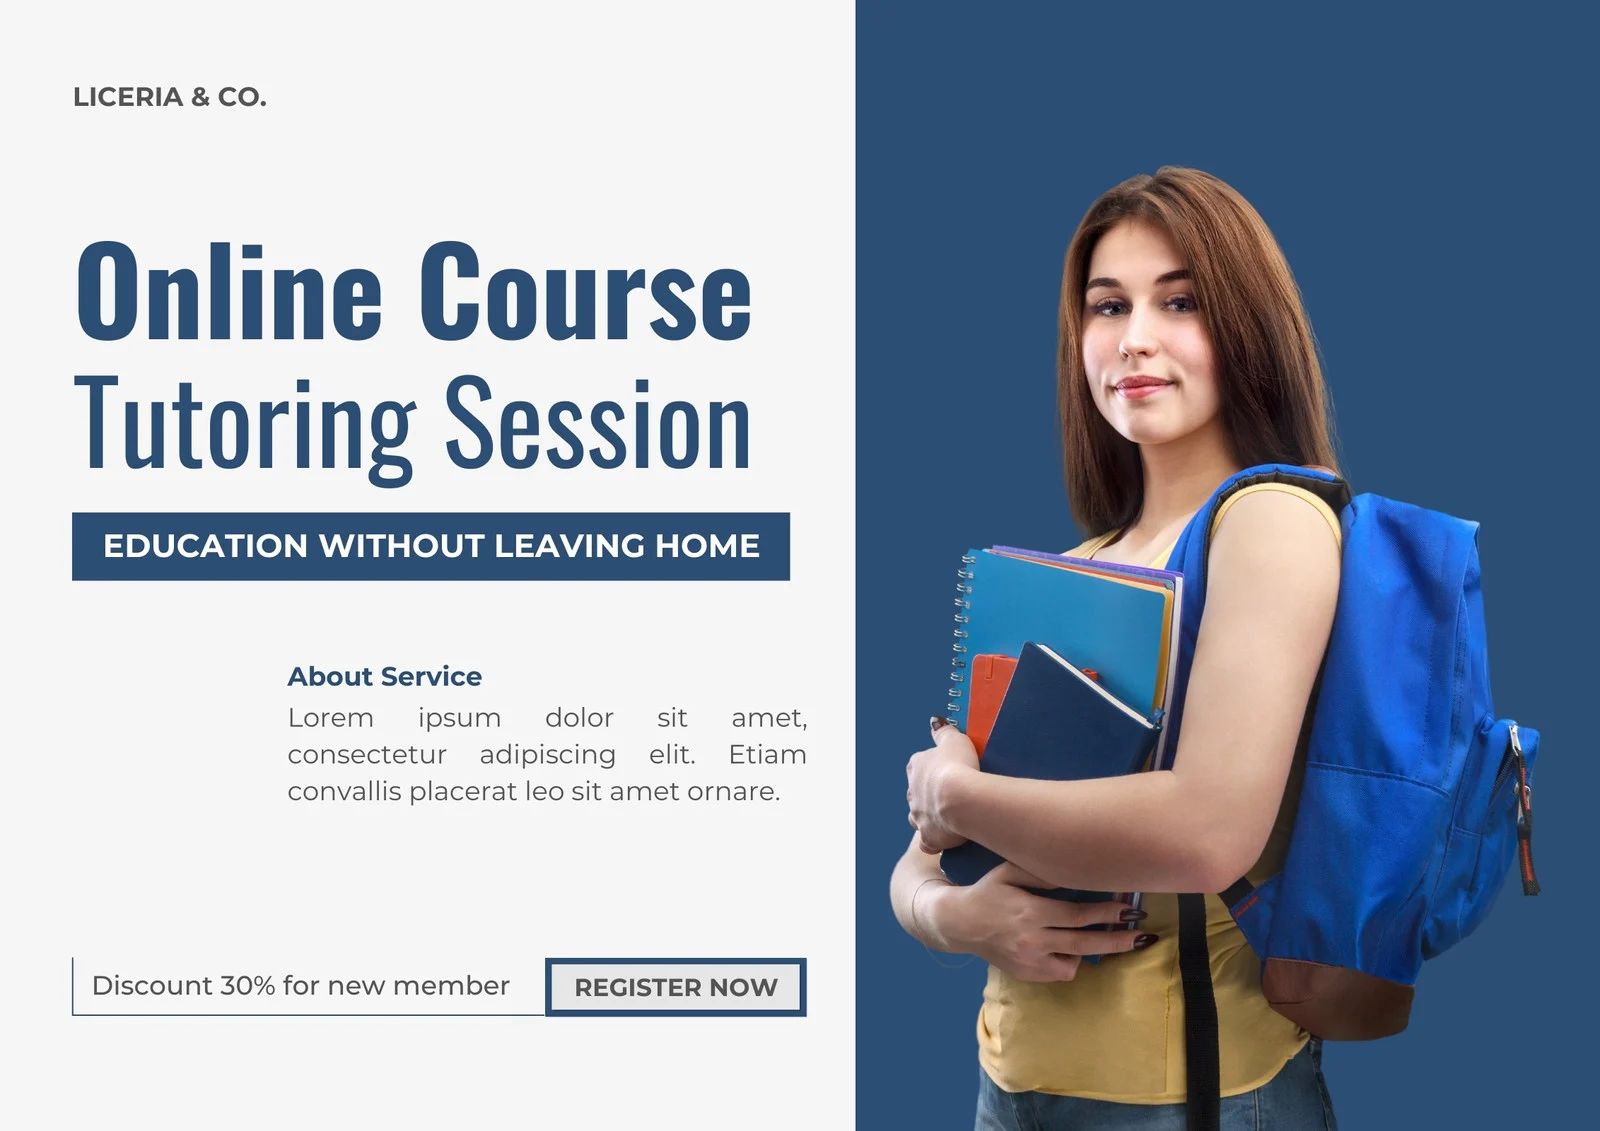 LICERIA & CO.
Online Course
Tutoring Session
EDUCATION WITHOUT LEAVING HOME
About Service
Lorem ipsum dolor sit amet,
consectetur adipiscing elit. Etiam
convallis placerat leo sit amet ornare.
Discount 30% for new member
REGISTER NOW